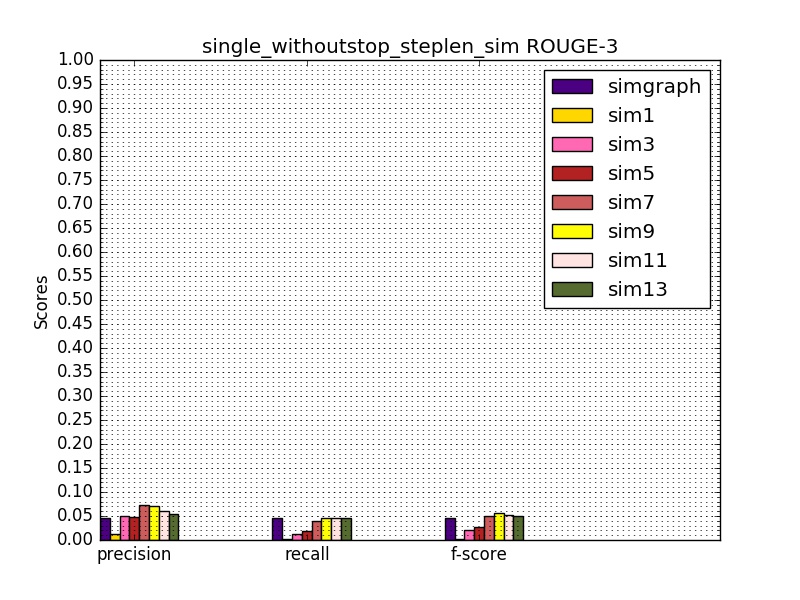 single_withoutstop_steplen_sim ROUGE-3
1.00
0.95
0.90
0.85
0.80
0.75
0.70
0.65
0.60
0.55
0.50
0.45
0.40
0.35
0.30
0.25
0.20
0.15
0.10
0.05
0.00
Scores
simgraph
sim1
sim3
sim5
sim7
sim9
sim11
sim13
precision
recall
f-score